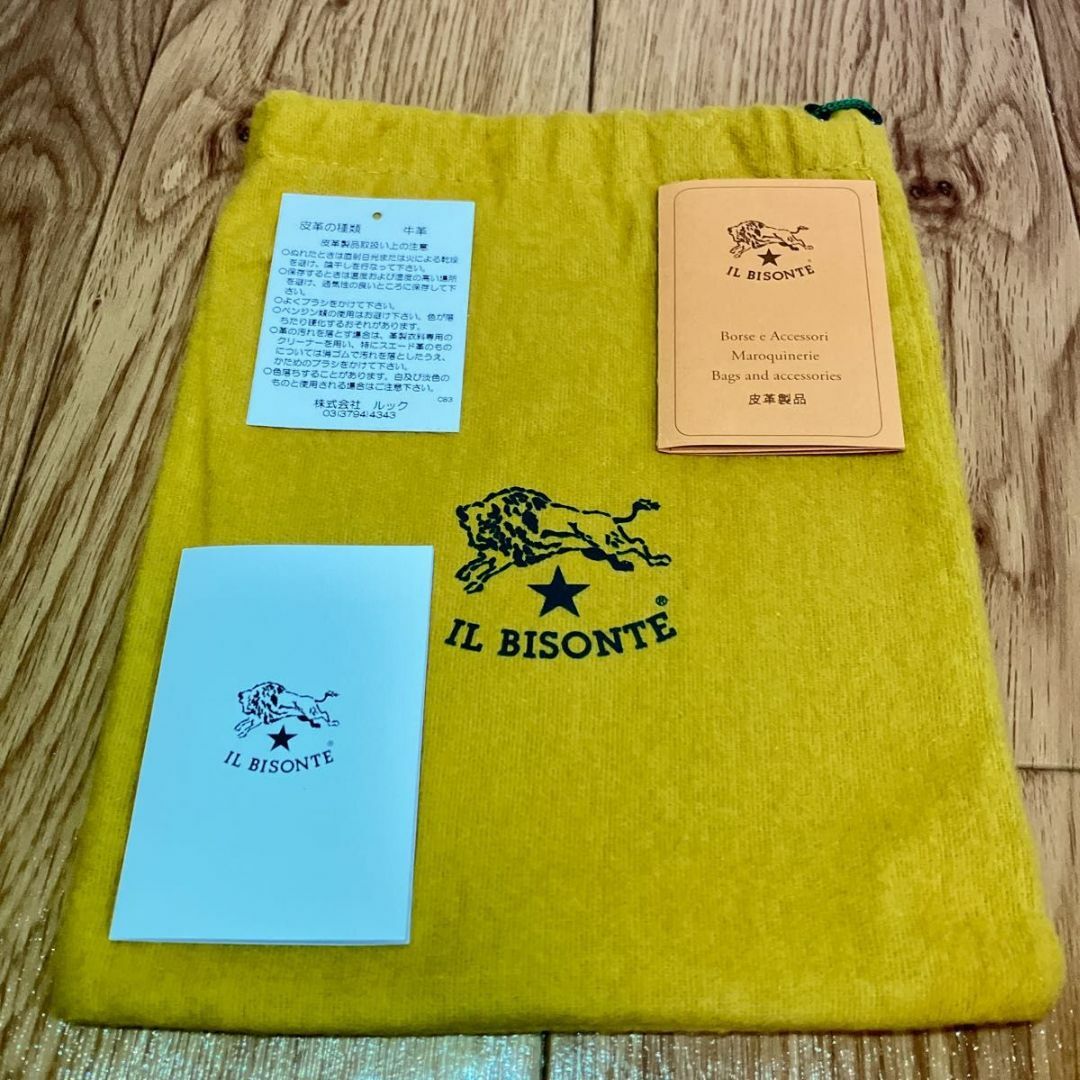 皮革の種類 牛革
皮革製品取扱い上の注意
○ぬれたときは直射日光または火による乾燥
を避け、陰干しを行なって下さい。
○保存するときは温度および湿度の高い場所
を避け、通気性の良いところに保存して下
さい。
○よくブラシをかけて下さい。
○ベンジン類の使用はお避け下さい。色が落
ちたり硬化するおそれがあります。
○革の汚れを落とす場合は、革製衣料専用の
クリーナーを用い、特にスエード革のもの
については消ゴムで汚れを落としたうえ、
かためのブラシをかけて下さい。
○色落ちすることがあります。白及び淡色の
ものと使用される場合はご注意下さい。
C83
株式会社 ルック
03(3794)4343
IL BISONTE®
Borse e Accessori
Maroquinerie
Bags and accessories
皮革製品
IL BISONTE®
IL BISONTE®